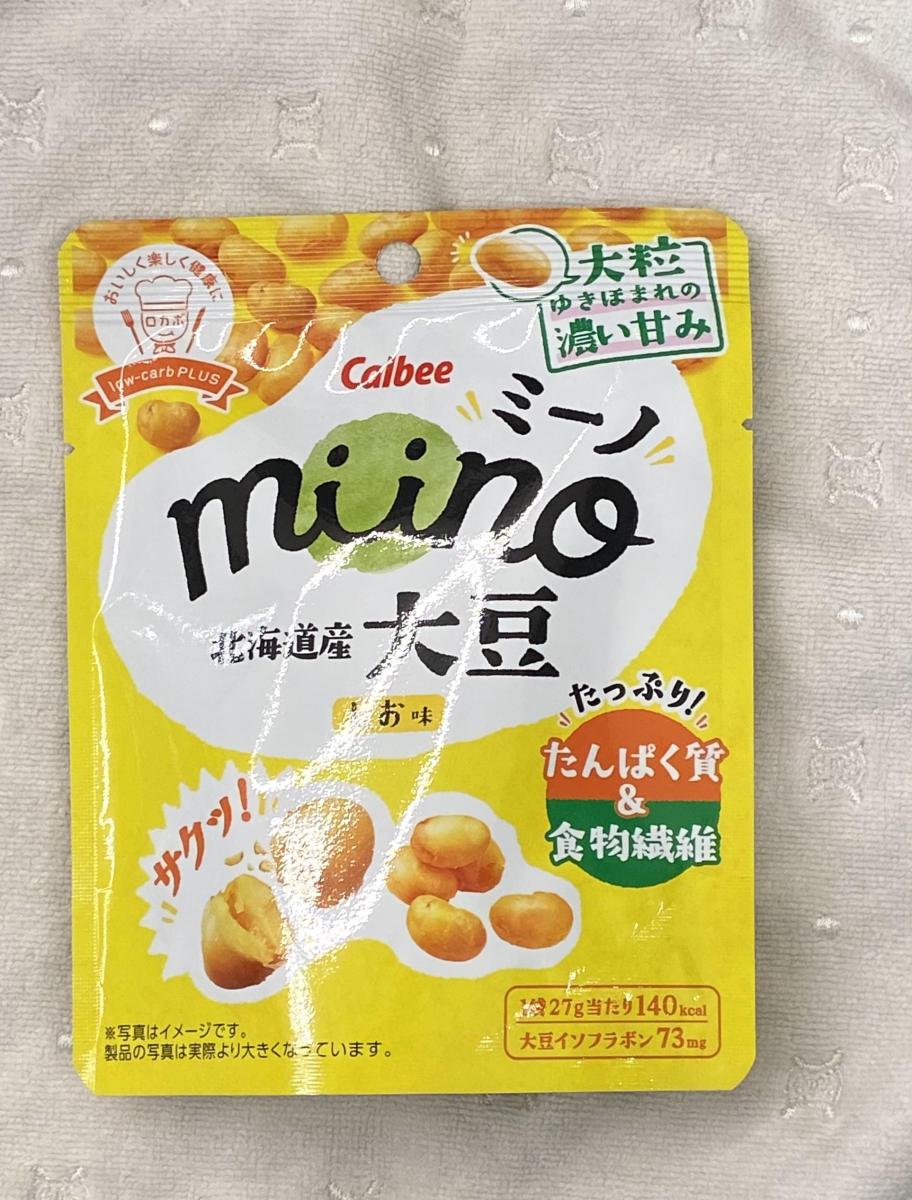 おいしく楽しく健康に
ロカボ
low-carb PLUS
大粒
ゆきほまれの
濃い甘み
Calbee
ミーノ
miino
北海道産 大豆
しお味
たっぷり!
たんぱく質
&
食物繊維
サクッ!
1袋27g当たり140kcal
大豆イソフラボン73mg
※写真はイメージです。
製品の写真は実際より大きくなっています。